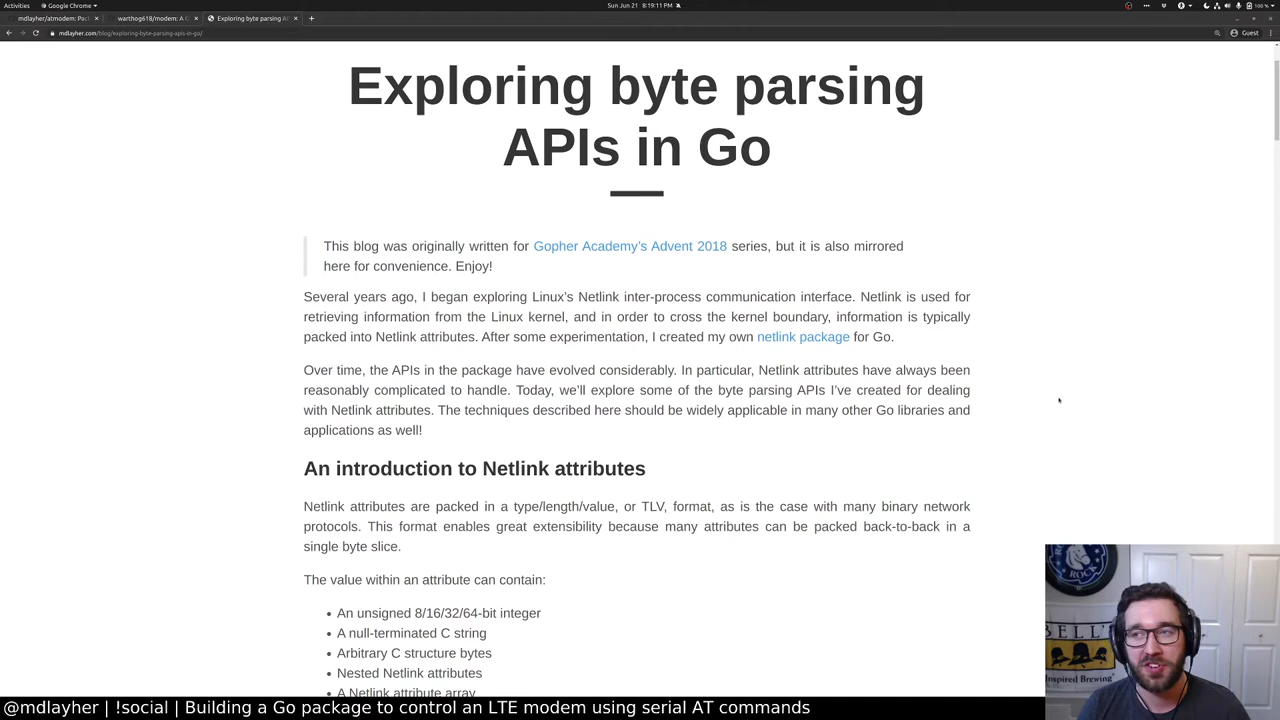 Activities
Google Chrome
Sun Jun 21 8:19:11 PM
100 %
mdlayher/atmodem: Pac
warthog618/modem: A G
Exploring byte parsing AP
mdlayher.com/blog/exploring-byte-parsing-apis-in-go/
Guest
Exploring byte parsing
APIs in Go
This blog was originally written for Gopher Academy’s Advent 2018 series, but it is also mirrored
here for convenience. Enjoy!
Several years ago, I began exploring Linux’s Netlink inter-process communication interface. Netlink is used for
retrieving information from the Linux kernel, and in order to cross the kernel boundary, information is typically
packed into Netlink attributes. After some experimentation, I created my own netlink package for Go.
Over time, the APIs in the package have evolved considerably. In particular, Netlink attributes have always been
reasonably complicated to handle. Today, we’ll explore some of the byte parsing APIs I’ve created for dealing
with Netlink attributes. The techniques described here should be widely applicable in many other Go libraries and
applications as well!
An introduction to Netlink attributes
Netlink attributes are packed in a type/length/value, or TLV, format, as is the case with many binary network
protocols. This format enables great extensibility because many attributes can be packed back-to-back in a
single byte slice.
The value within an attribute can contain:
• An unsigned 8/16/32/64-bit integer
• A null-terminated C string
• Arbitrary C structure bytes
• Nested Netlink attributes
• A Netlink attribute array
ROCK
BELL'S
Inspired Brewing
@mdlayher | !social | Building a Go package to control an LTE modem using serial AT commands